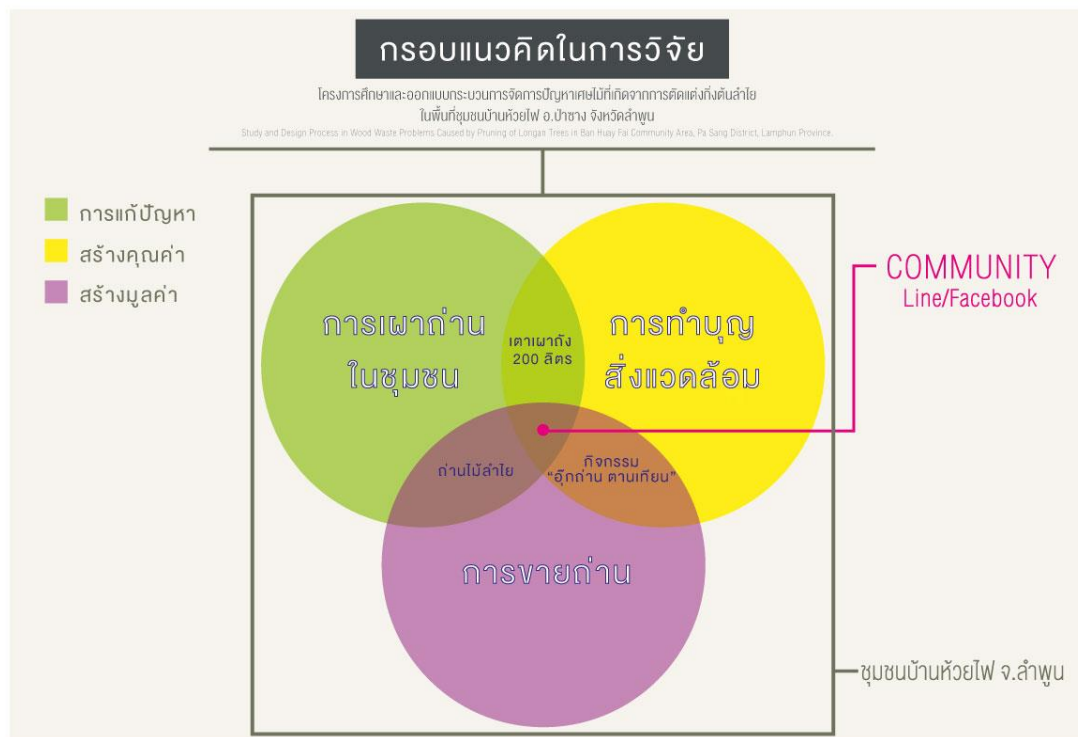 กรอบแนวคิดในการวิจัย
โครงการศึกษาและออกแบบกระบวนการจัดการปัญหาเศษไม้ที่เกิดจากการตัดแต่งกิ่งต้นลำไย
ในพื้นที่ชุมชนบ้านห้วยไฟ อ.ป่าซาง จังหวัดลำพูน
Study and Design Process in Wood Waste Problems Caused by Pruning of Longan Trees in Ban Huay Fai Community Area, Pa Sang District, Lamphun Province.
การแก้ปัญหา
สร้างคุณค่า
สร้างมูลค่า
การเผาถ่าน
ในชุมชน
เตาเผาถัง
200 ลิตร
การทำบุญ
สิ่งแวดล้อม
COMMUNITY
Line/Facebook
ถ่านไม้ลำไย
กิจกรรม
“อุ๊กถ่าน ตานเทียน”
การขายถ่าน
ชุมชนบ้านห้วยไฟ จ.ลำพูน